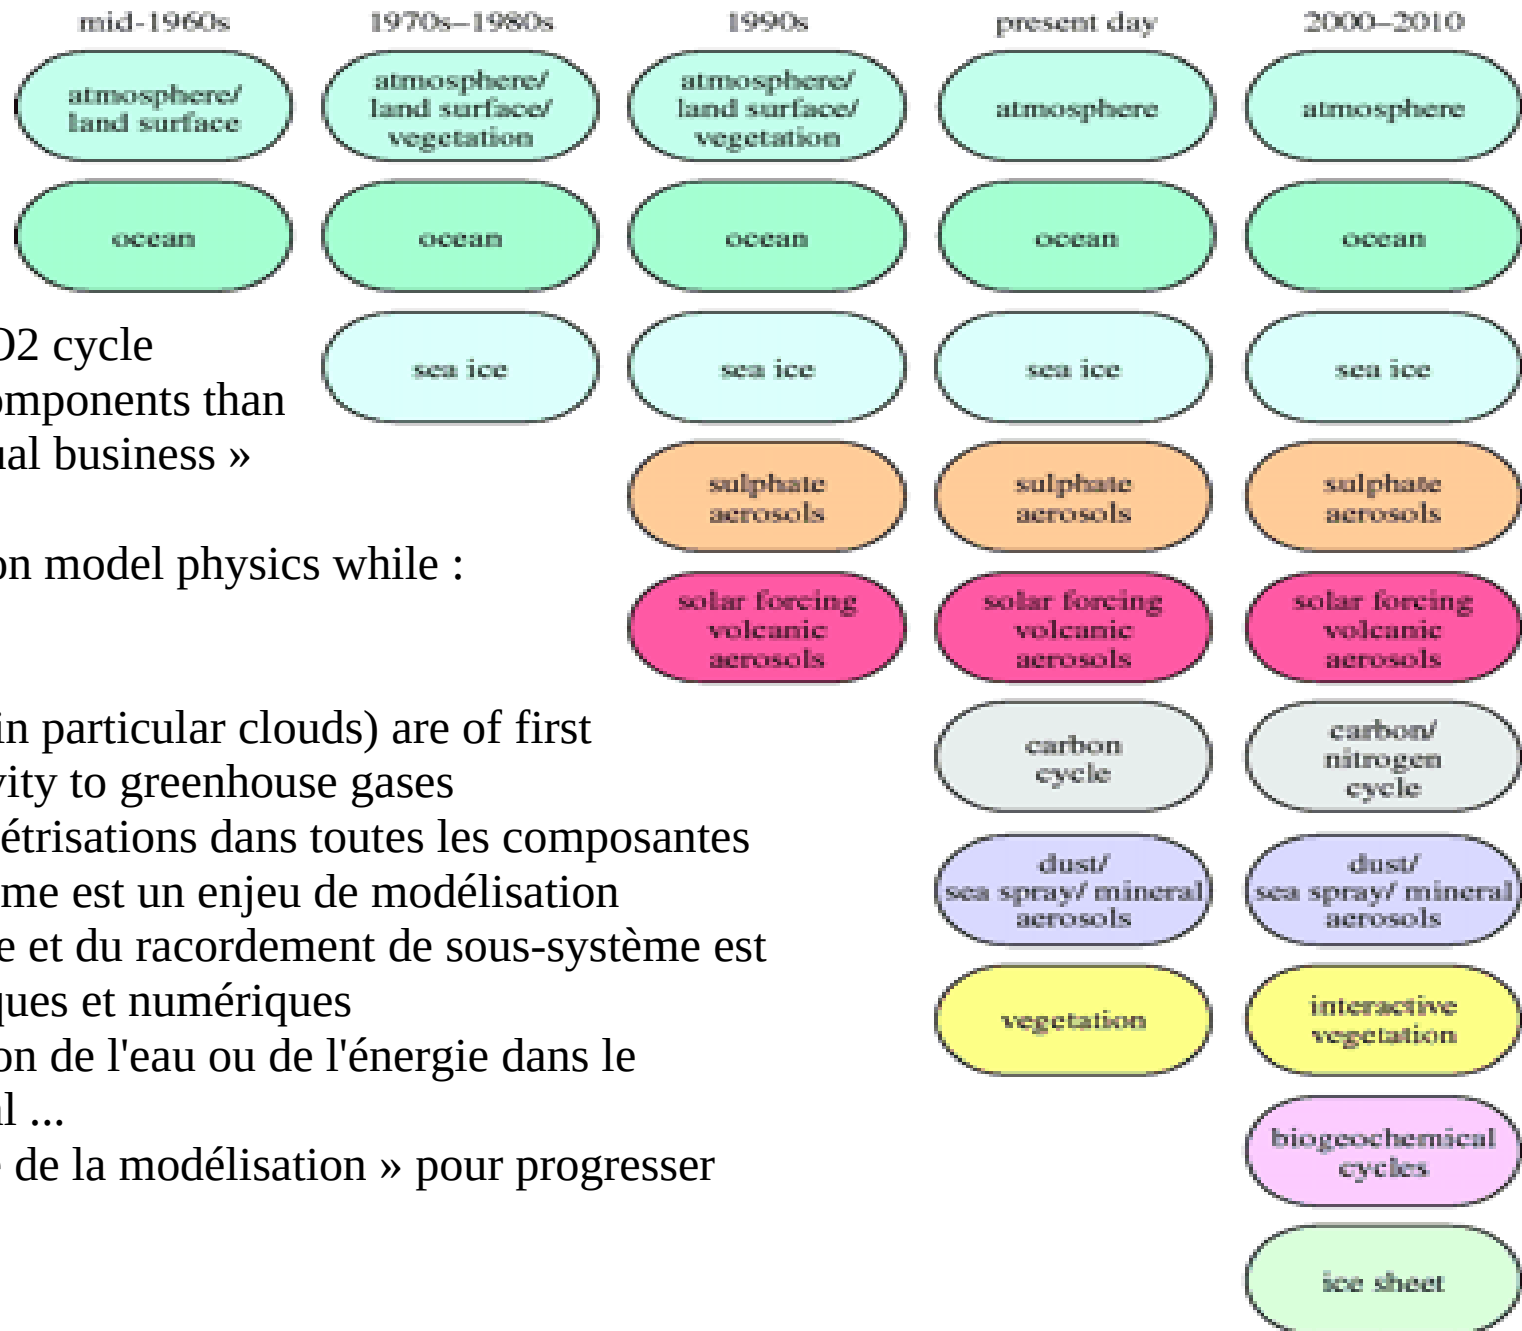 mid-1960s
1970s–1980s
1990s
present day
2000–2010
atmosphere/
land surface
atmosphere/
land surface/
vegetation
atmosphere/
land surface/
vegetation
atmosphere
atmosphere
ocean
ocean
ocean
ocean
ocean
sea ice
sea ice
sea ice
sea ice
sulphate
aerosols
sulphate
aerosols
sulphate
aerosols
solar forcing
volcanic
aerosols
solar forcing
volcanic
aerosols
solar forcing
volcanic
aerosols
carbon
cycle
carbon/
nitrogen
cycle
dust/
sea spray/ mineral
aerosols
dust/
sea spray/ mineral
aerosols
vegetation
interactive
vegetation
biogeochemical
cycles
ice sheet
O2 cycle
omponents than
ual business »
on model physics while :
in particular clouds) are of first
vity to greenhouse gases
étrisations dans toutes les composantes
me est un enjeu de modélisation
e et du racordement de sous-système est
ques et numériques
on de l'eau ou de l'énergie dans le
al ...
e de la modélisation » pour progresser